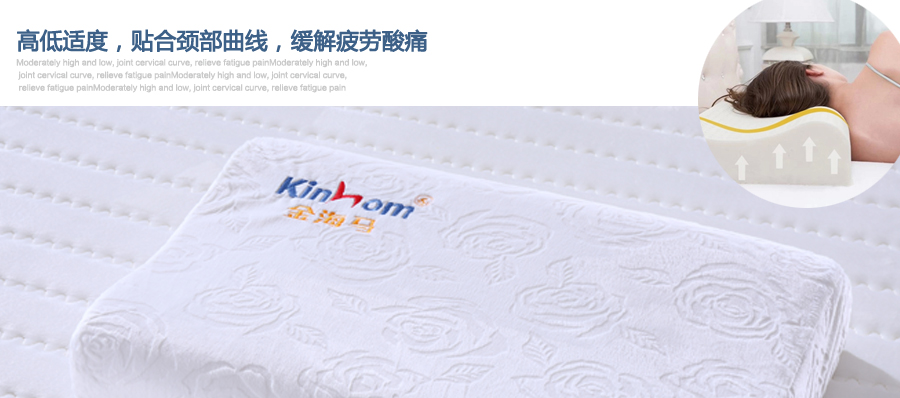 高低适度，贴合颈部曲线，缓解疲劳酸痛
Moderately high and low, joint cervical curve, relieve fatigue painModerately high and low,
joint cervical curve, relieve fatigue painModerately high and low, joint cervical curve,
relieve fatigue painModerately high and low, joint cervical curve, relieve fatigue pain
Kinhom®
金海马